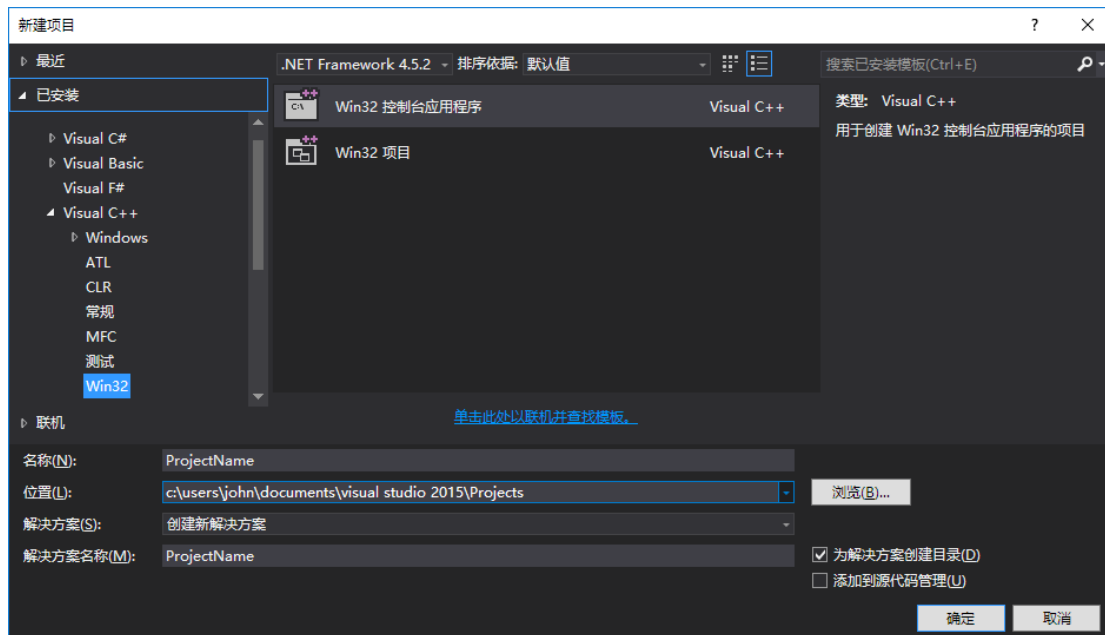 新建项目
?
最近
.NET Framework 4.5.2 排序依据: 默认值
搜索已安装模板(Ctrl+E)
已安装
Visual C#
Visual Basic
Visual F#
Visual C++
Windows
ATL
CLR
常规
MFC
测试
Win32
联机
C:\
Win32 控制台应用程序 Visual C++
Win32 项目 Visual C++
类型: Visual C++
用于创建 Win32 控制台应用程序的项目
单击此处以联机并查找模板。
名称(N): ProjectName
位置(L): c:\users\john\documents\visual studio 2015\Projects 浏览(B)...
解决方案(S): 创建新解决方案
解决方案名称(M): ProjectName
为解决方案创建目录(D)
添加到源代码管理(U)
确定 取消